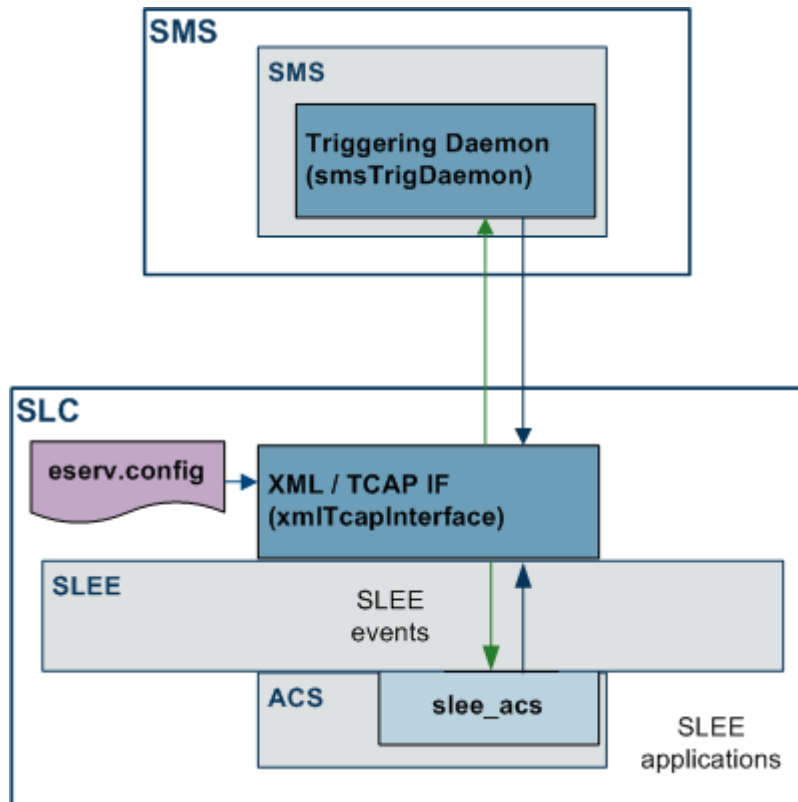 SMS
SMS
Triggering Daemon
(smsTrigDaemon)
SLC
eserv.config
XML / TCAP IF
(xmlTcapInterface)
SLEE
SLEE
events
ACS
slee_acs
SLEE
applications